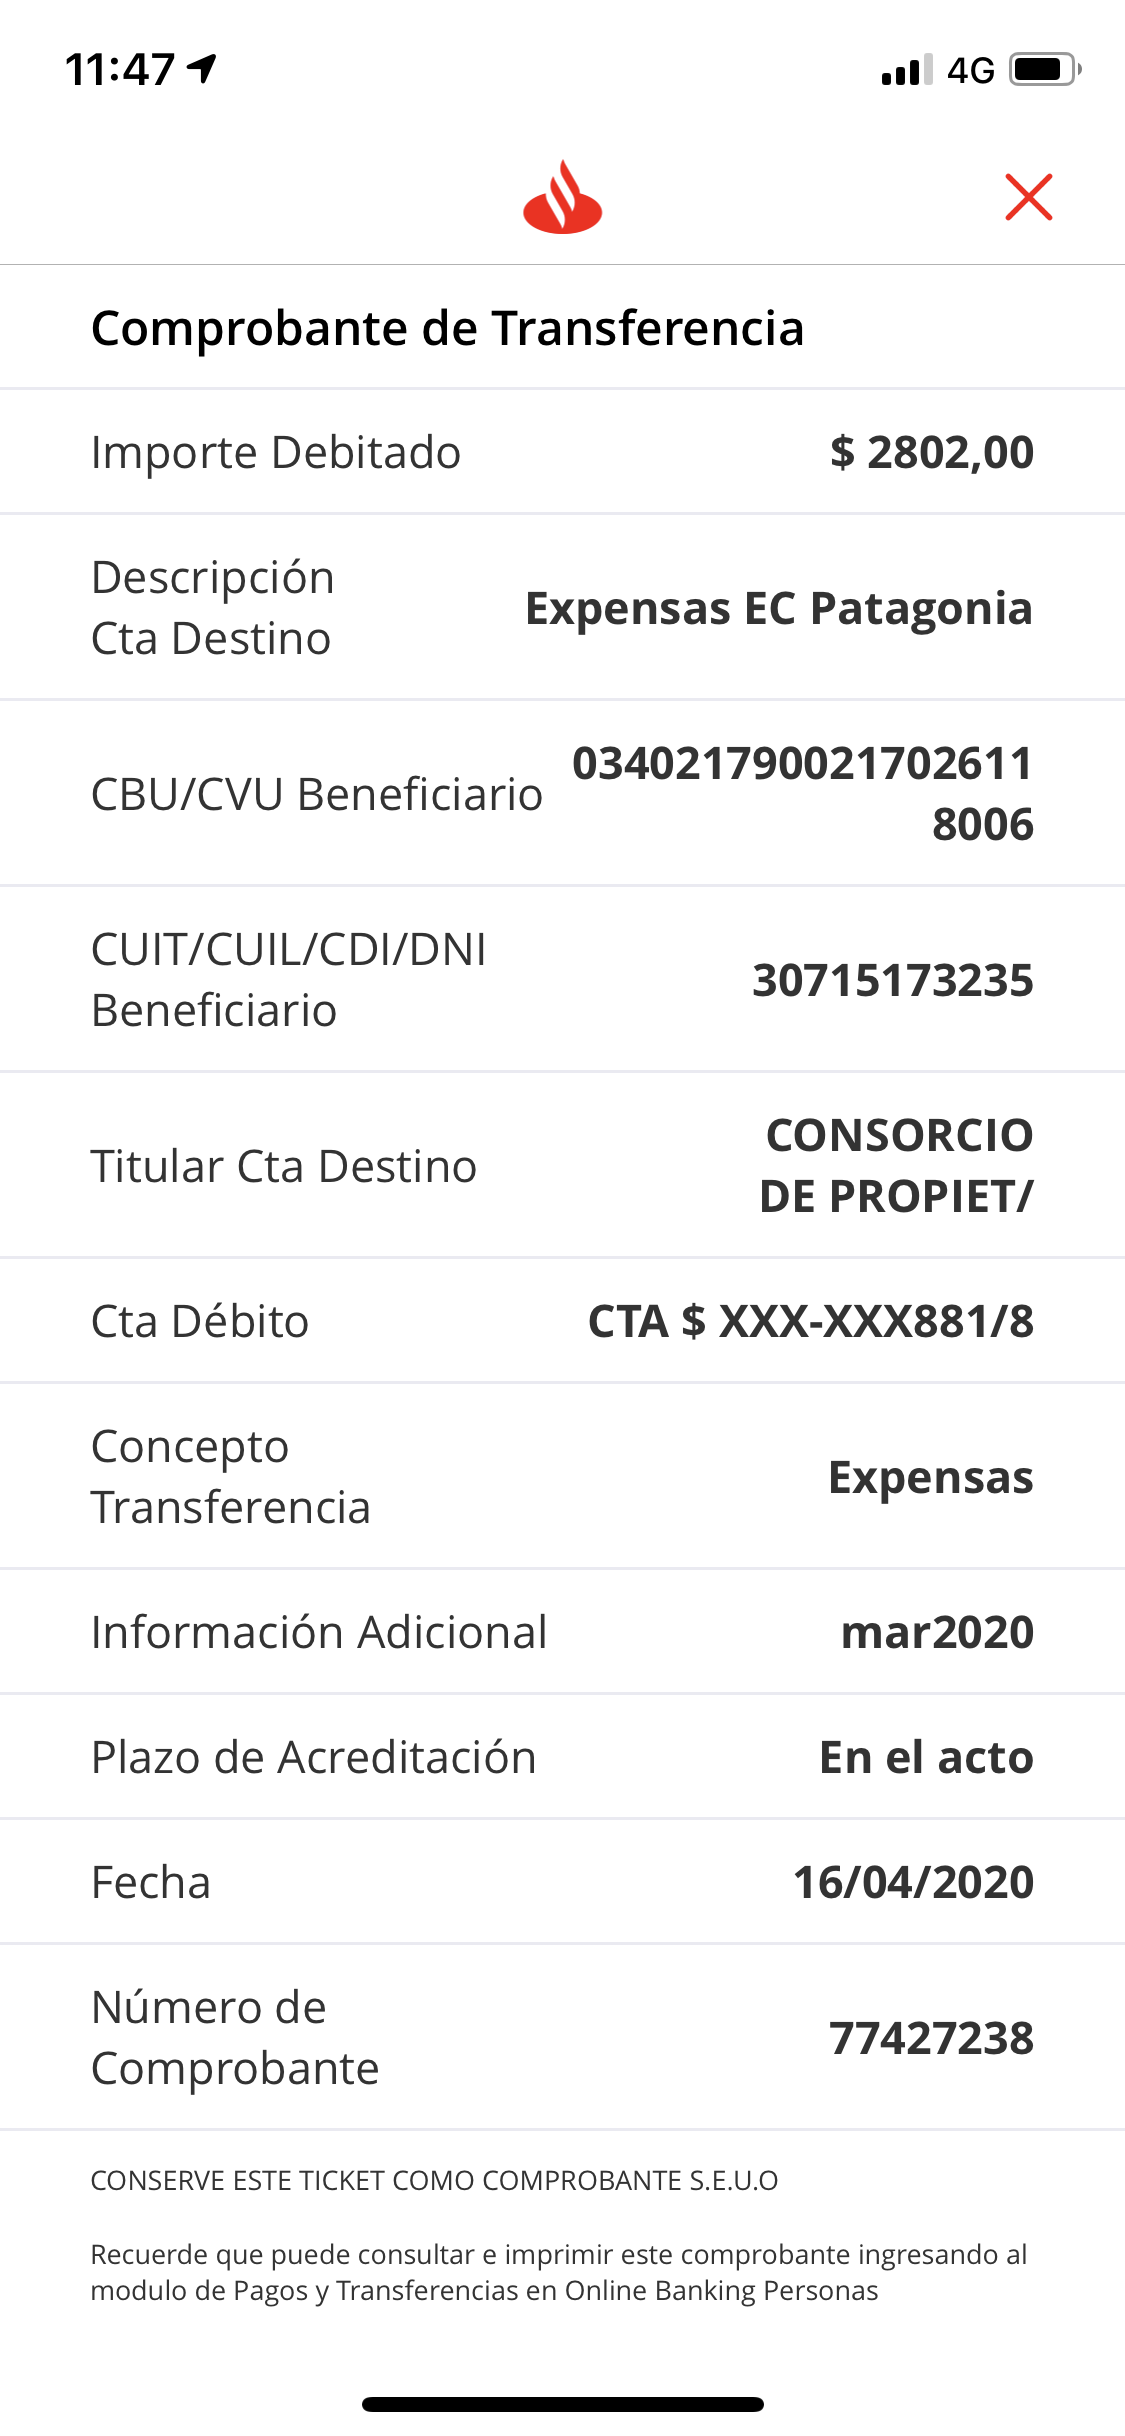 11:47
4G
Comprobante de Transferencia
Importe Debitado
$ 2802,00
Descripción
Cta Destino
Expensas EC Patagonia
CBU/CVU Beneficiario
034021790021702611
8006
CUIT/CUIL/CDI/DNI
Beneficiario
30715173235
Titular Cta Destino
CONSORCIO
DE PROPIET/
Cta Débito
CTA $ XXX-XXX881/8
Concepto
Transferencia
Expensas
Información Adicional
mar2020
Plazo de Acreditación
En el acto
Fecha
16/04/2020
Número de
Comprobante
77427238
CONSERVE ESTE TICKET COMO COMPROBANTE S.E.U.O
Recuerde que puede consultar e imprimir este comprobante ingresando al
modulo de Pagos y Transferencias en Online Banking Personas